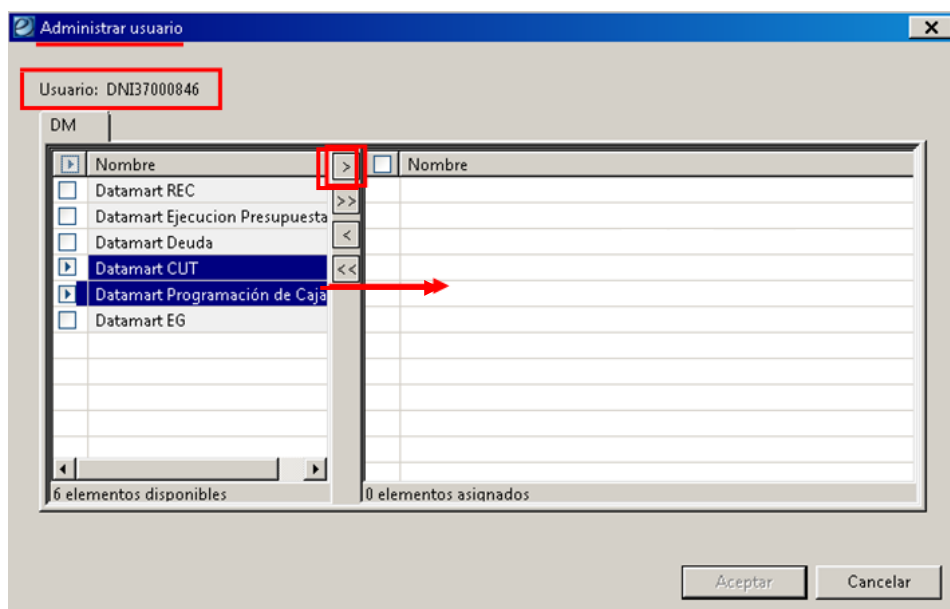 Administrar usuario
Usuario: DNI37000846
DM
Nombre
>
Nombre
Datamart REC
>>
Datamart Ejecucion Presupuesta
Datamart Deuda
<
Datamart CUT
<<
Datamart Programación de Caja
Datamart EG
6 elementos disponibles
0 elementos asignados
Aceptar
Cancelar